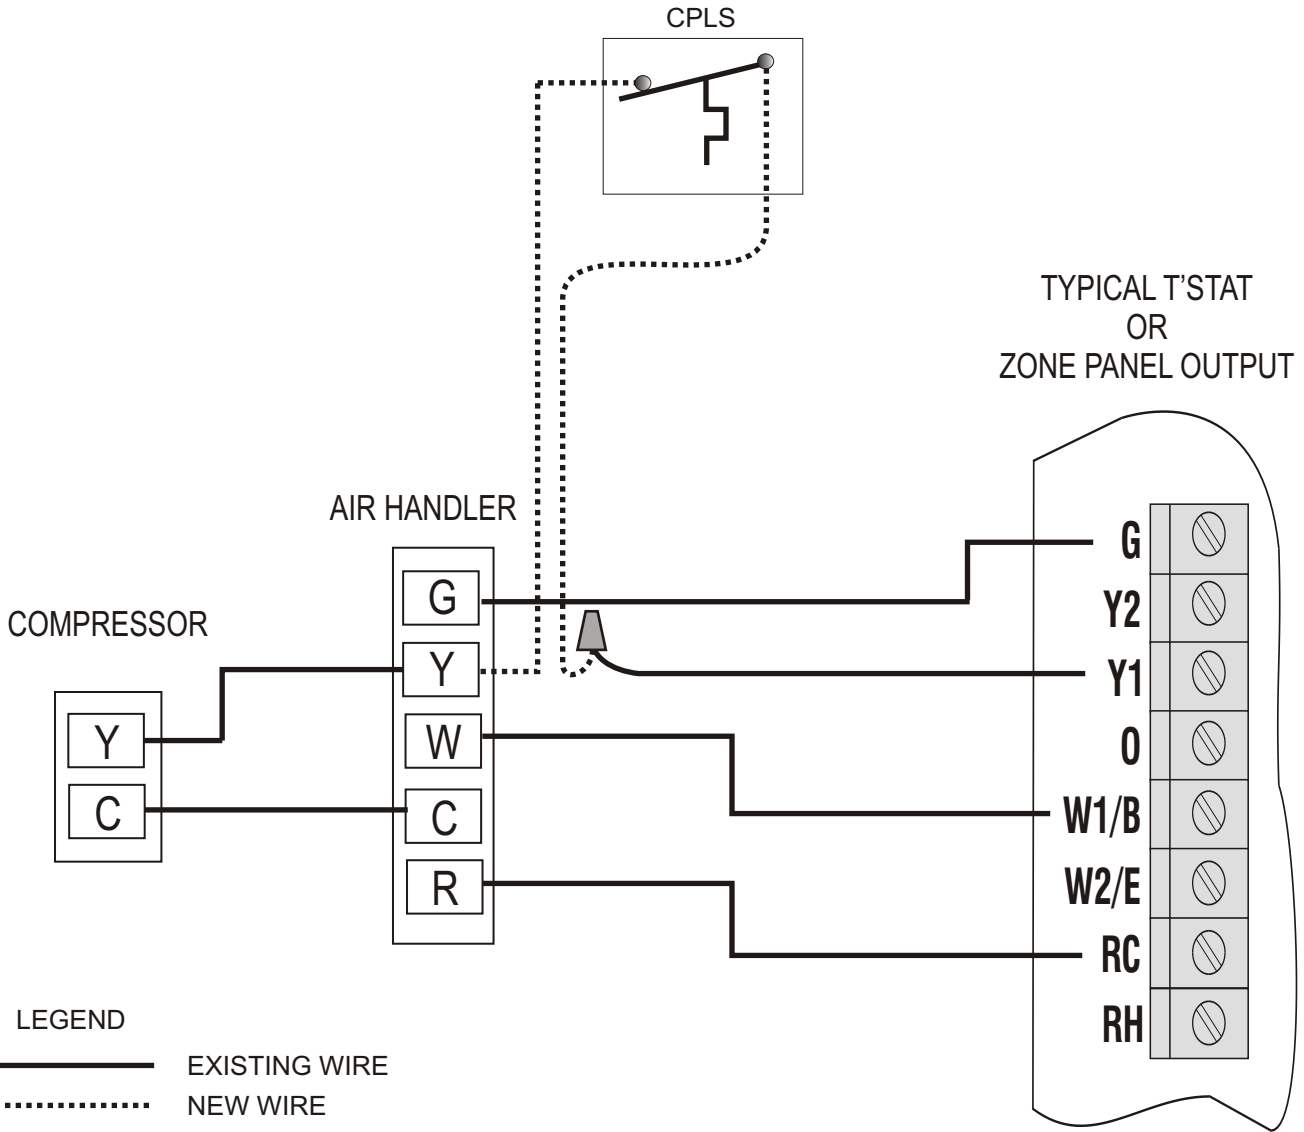 CPLS
TYPICAL T'STAT
OR
ZONE PANEL OUTPUT
AIR HANDLER
COMPRESSOR
G
Y
W
C
R
Y
C
G
Y2
Y1
O
W1/B
W2/E
RC
RH
LEGEND
EXISTING WIRE
NEW WIRE